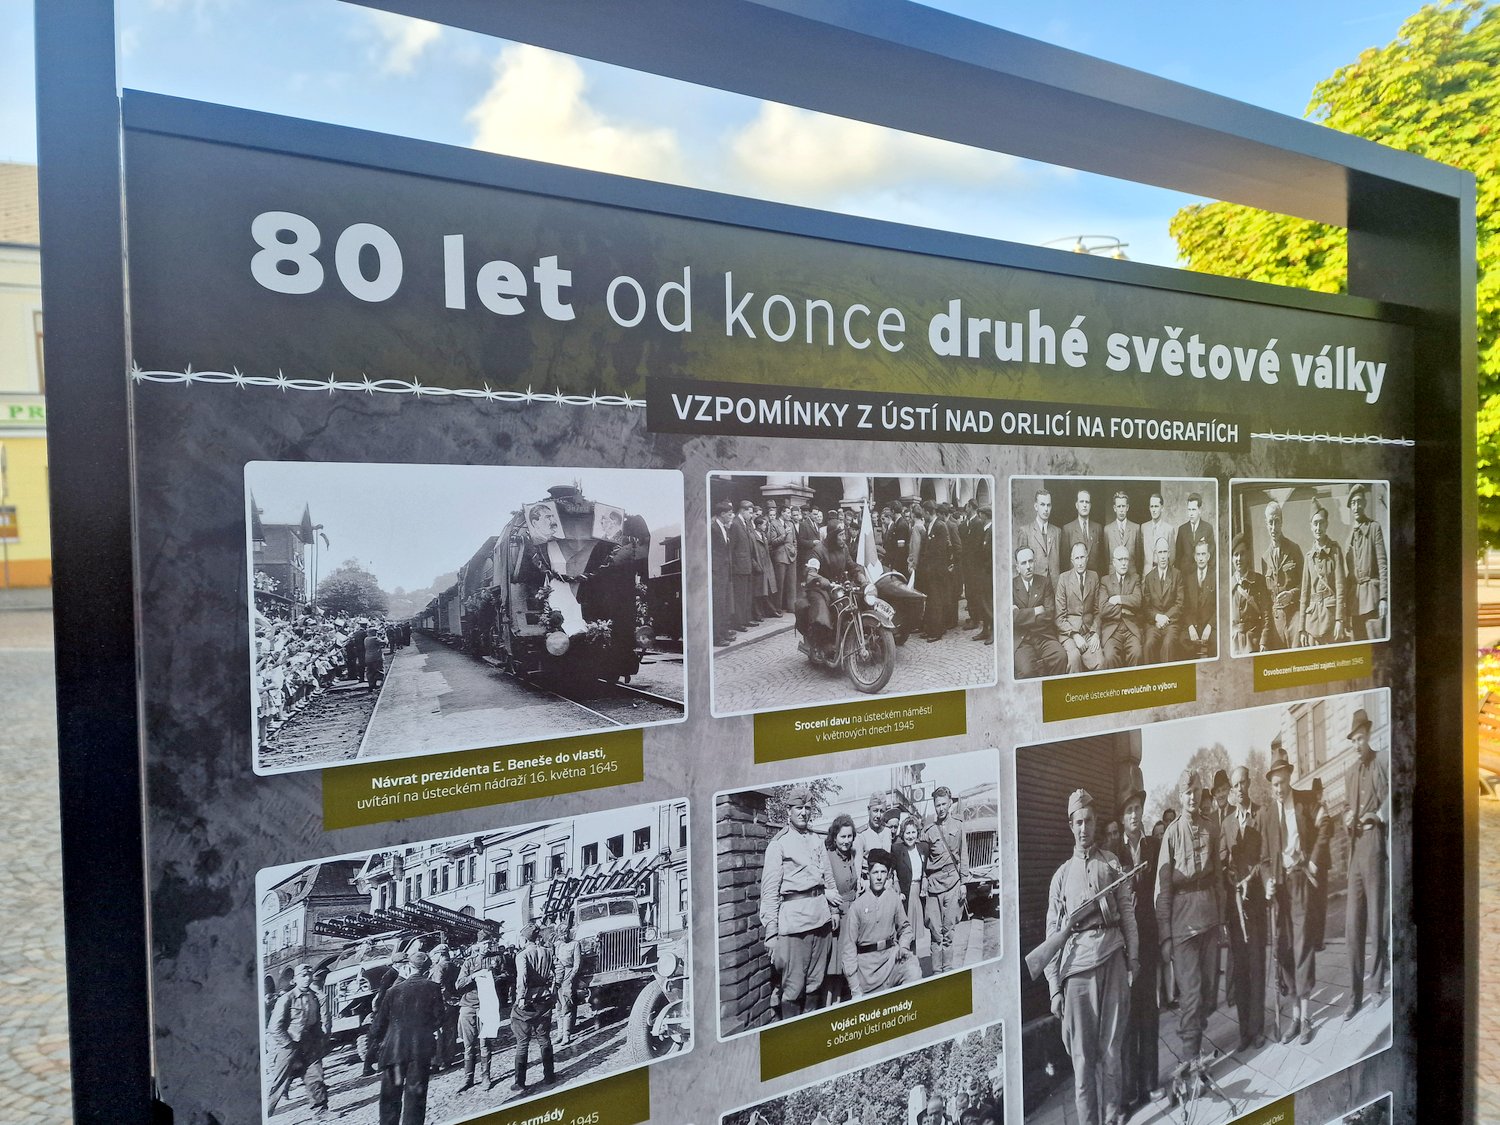 80 let od konce druhé světové války
VZPOMÍNKY Z ÚSTÍ NAD ORLICÍ NA FOTOGRAFIÍCH
PR
Návrat prezidenta E. Beneše do vlasti,
uvítání na ústeckém nádraží 16. května 1645
Srocení davu na ústeckém náměstí
v květnových dnech 1945
Členové ústeckého revolučníh o výboru
Osvobození francouzští zajatci, květen 1945
Vojáci Rudé armády
s občany Ústí nad Orlicí
armády
1945